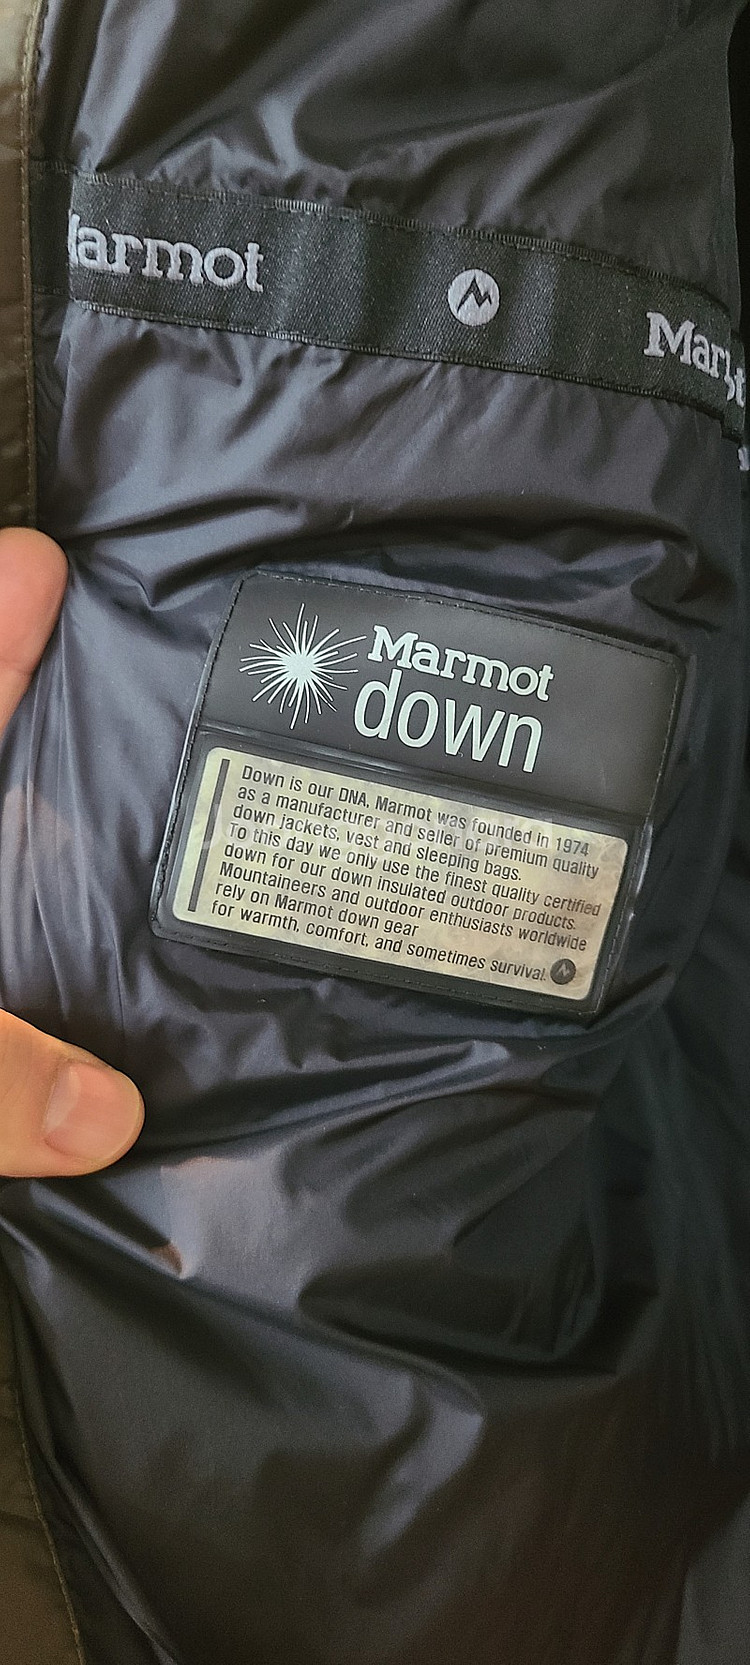 Marmot
Mar
Marmot
down
Down is our DNA, Marmot was founded in 1974
as a manufacturer and seller of premium quality
down jackets, vest and sleeping bags.
To this day we only use the finest quality certified
down for our down insulated outdoor products.
Mountaineers and outdoor enthusiasts worldwide
rely on Marmot down gear
for warmth, comfort, and sometimes survival.